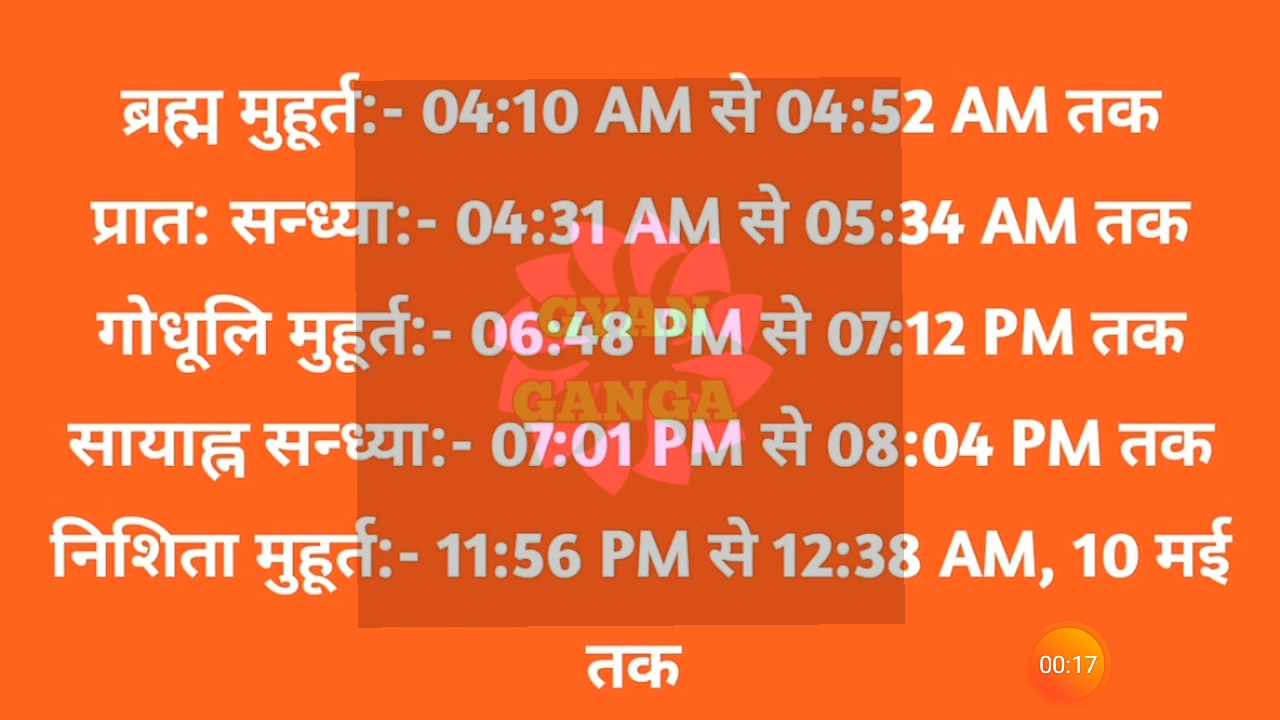 ब्रह्म मुहूर्त:- 04:10 AM से 04:52 AM तक
प्रात: सन्ध्या:- 04:31 AM से 05:34 AM तक
गोधूलि मुहूर्त:- 06:48 PM से 07:12 PM तक
सायाह्न सन्ध्या:- 07:01 PM से 08:04 PM तक
निशिता मुहूर्त:- 11:56 PM से 12:38 AM, 10 मई
तक
GYAN
GANGA
00:17